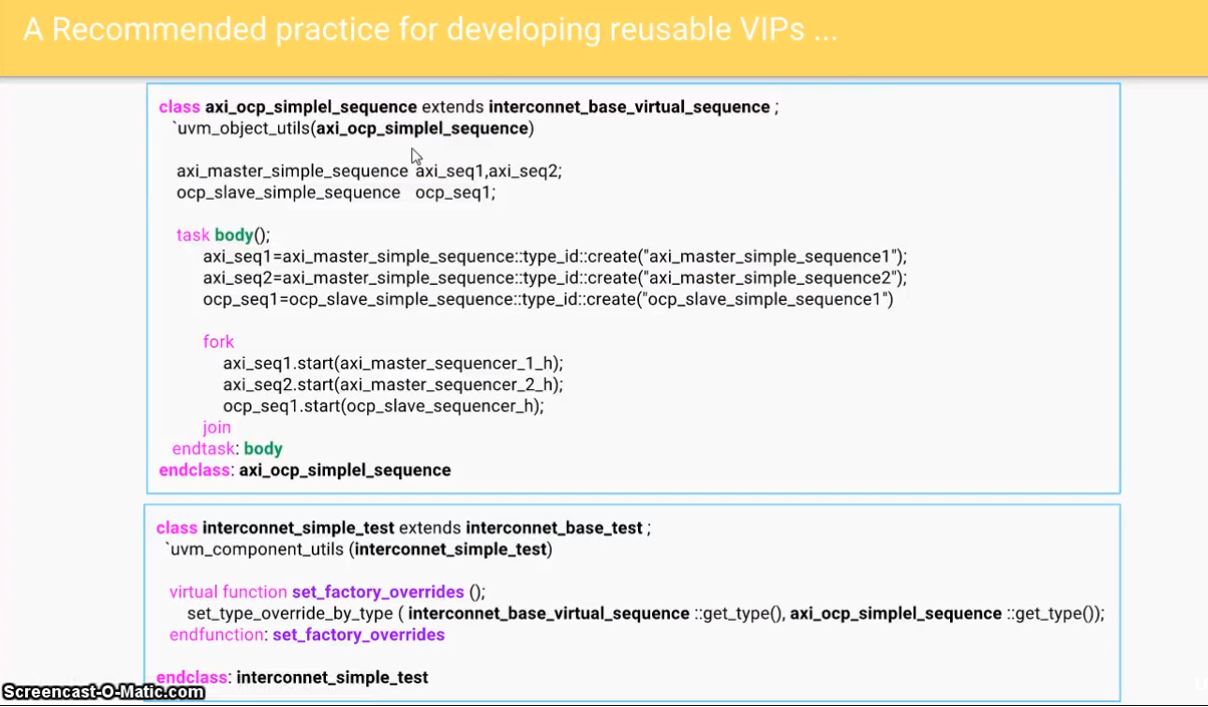 A Recommended practice for developing reusable VIPs ...
class axi_ocp_simplel_sequence extends interconnet_base_virtual_sequence ;
`uvm_object_utils(axi_ocp_simplel_sequence)
axi_master_simple_sequence axi_seq1,axi_seq2;
ocp_slave_simple_sequence ocp_seq1;
task body();
axi_seq1=axi_master_simple_sequence::type_id::create("axi_master_simple_sequence1");
axi_seq2=axi_master_simple_sequence::type_id::create("axi_master_simple_sequence2");
ocp_seq1=ocp_slave_simple_sequence::type_id::create("ocp_slave_simple_sequence1")
fork
axi_seq1.start(axi_master_sequencer_1_h);
axi_seq2.start(axi_master_sequencer_2_h);
ocp_seq1.start(ocp_slave_sequencer_h);
join
endtask: body
endclass: axi_ocp_simplel_sequence
class interconnet_simple_test extends interconnet_base_test ;
`uvm_component_utils (interconnet_simple_test)
virtual function set_factory_overrides ();
set_type_override_by_type ( interconnet_base_virtual_sequence ::get_type(), axi_ocp_simplel_sequence ::get_type());
endfunction: set_factory_overrides
endclass: interconnet_simple_test
Screencast-O-Matic.com